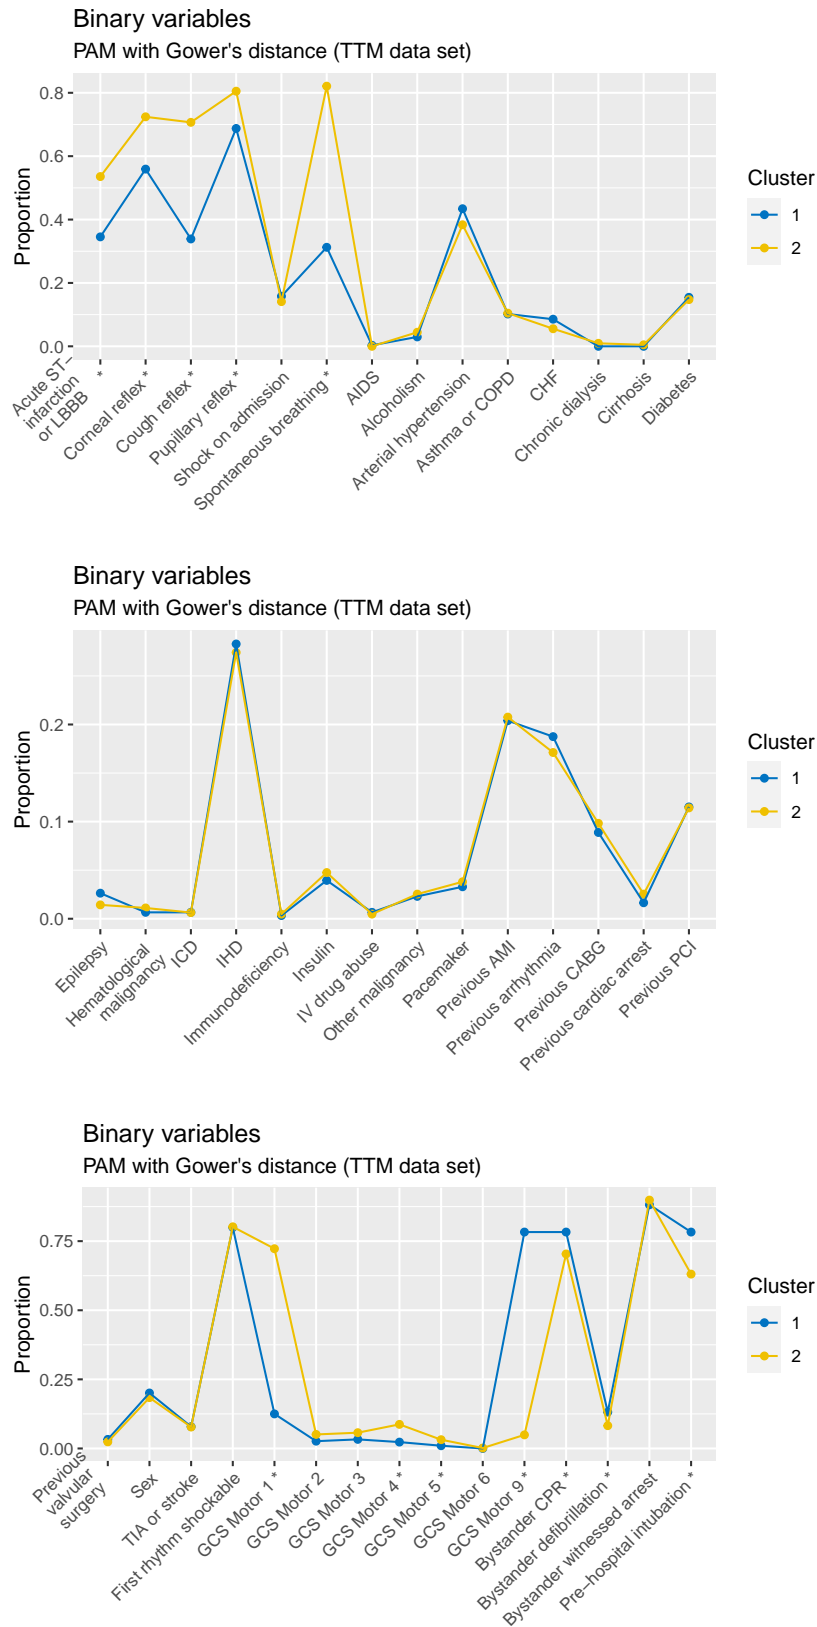 Binary variables
PAM with Gower's distance (TTM data set)
Proportion
0.8
0.6
0.4
0.2
0.0
Acute ST−
infarction
or LBBB *
Corneal reflex *
Cough reflex *
Pupillary reflex *
Shock on admission
Spontaneous breathing *
AIDS
Alcoholism
Arterial hypertension
Asthma or COPD
CHF
Chronic dialysis
Cirrhosis
Diabetes
Cluster
1
2
Binary variables
PAM with Gower's distance (TTM data set)
Proportion
0.2
0.1
0.0
Epilepsy
Hematological
malignancy
ICD
IHD
Immunodeficiency
Insulin
IV drug abuse
Other malignancy
Pacemaker
Previous AMI
Previous arrhythmia
Previous CABG
Previous cardiac arrest
Previous PCI
Cluster
1
2
Binary variables
PAM with Gower's distance (TTM data set)
Proportion
0.75
0.50
0.25
0.00
Previous
valvular
surgery
Sex
TIA or stroke
First rhythm shockable
GCS Motor 1 *
GCS Motor 2
GCS Motor 3
GCS Motor 4 *
GCS Motor 5 *
GCS Motor 6
GCS Motor 9 *
Bystander CPR *
Bystander defibrillation *
Bystander witnessed arrest
Pre−hospital intubation *
Cluster
1
2